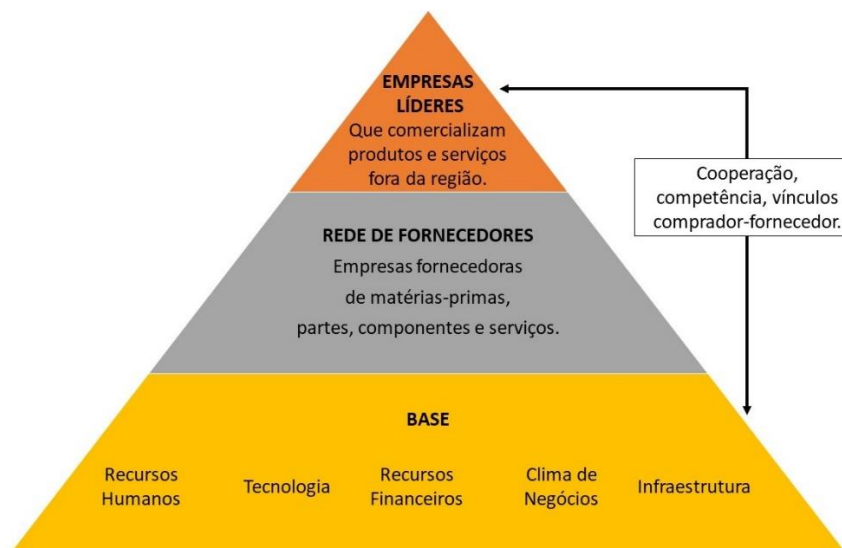 EMPRESAS
LÍDERES
Que comercializam
produtos e serviços
fora da região.
Cooperação,
competência, vínculos
comprador-fornecedor.
REDE DE FORNECEDORES
Empresas fornecedoras
de matérias-primas,
partes, componentes e serviços.
BASE
Recursos
Humanos
Tecnologia
Recursos
Financeiros
Clima de
Negócios
Infraestrutura